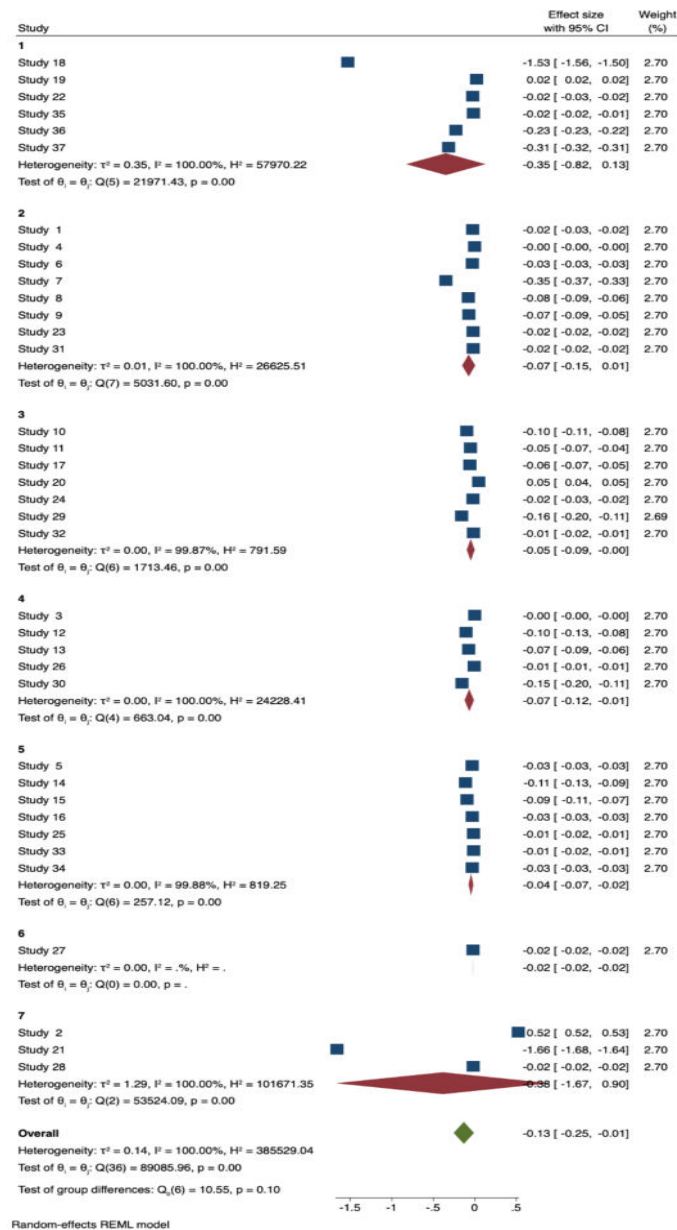 Effect size Weight
Study with 95% CI (%)
1
Study 18 -1.53 [ -1.56, -1.50] 2.70
Study 19 0.02 [ 0.02, 0.02] 2.70
Study 22 -0.02 [ -0.03, -0.02] 2.70
Study 35 -0.02 [ -0.02, -0.01] 2.70
Study 36 -0.23 [ -0.23, -0.22] 2.70
Study 37 -0.31 [ -0.32, -0.31] 2.70
Heterogeneity: τ² = 0.35, I² = 100.00%, H² = 57970.22 -0.35 [ -0.82, 0.13]
Test of θᵢ = θⱼ: Q(5) = 21971.43, p = 0.00
2
Study 1 -0.02 [ -0.03, -0.02] 2.70
Study 4 -0.00 [ -0.00, -0.00] 2.70
Study 6 -0.03 [ -0.03, -0.03] 2.70
Study 7 -0.35 [ -0.37, -0.33] 2.70
Study 8 -0.08 [ -0.09, -0.06] 2.70
Study 9 -0.07 [ -0.09, -0.05] 2.70
Study 23 -0.02 [ -0.02, -0.02] 2.70
Study 31 -0.02 [ -0.02, -0.02] 2.70
Heterogeneity: τ² = 0.01, I² = 100.00%, H² = 26625.51 -0.07 [ -0.15, 0.01]
Test of θᵢ = θⱼ: Q(7) = 5031.60, p = 0.00
3
Study 10 -0.10 [ -0.11, -0.08] 2.70
Study 11 -0.05 [ -0.07, -0.04] 2.70
Study 17 -0.06 [ -0.07, -0.05] 2.70
Study 20 0.05 [ 0.04, 0.05] 2.70
Study 24 -0.02 [ -0.03, -0.02] 2.70
Study 29 -0.16 [ -0.20, -0.11] 2.69
Study 32 -0.01 [ -0.02, -0.01] 2.70
Heterogeneity: τ² = 0.00, I² = 99.87%, H² = 791.59 -0.05 [ -0.09, -0.00]
Test of θᵢ = θⱼ: Q(6) = 1713.46, p = 0.00
4
Study 3 -0.00 [ -0.00, -0.00] 2.70
Study 12 -0.10 [ -0.13, -0.08] 2.70
Study 13 -0.07 [ -0.09, -0.06] 2.70
Study 26 -0.01 [ -0.01, -0.01] 2.70
Study 30 -0.15 [ -0.20, -0.11] 2.70
Heterogeneity: τ² = 0.00, I² = 100.00%, H² = 24228.41 -0.07 [ -0.12, -0.01]
Test of θᵢ = θⱼ: Q(4) = 663.04, p = 0.00
5
Study 5 -0.03 [ -0.03, -0.03] 2.70
Study 14 -0.11 [ -0.13, -0.09] 2.70
Study 15 -0.09 [ -0.11, -0.07] 2.70
Study 16 -0.03 [ -0.03, -0.03] 2.70
Study 25 -0.01 [ -0.02, -0.01] 2.70
Study 33 -0.01 [ -0.02, -0.01] 2.70
Study 34 -0.03 [ -0.03, -0.03] 2.70
Heterogeneity: τ² = 0.00, I² = 99.88%, H² = 819.25 -0.04 [ -0.07, -0.02]
Test of θᵢ = θⱼ: Q(6) = 257.12, p = 0.00
6
Study 27 -0.02 [ -0.02, -0.02] 2.70
Heterogeneity: τ² = 0.00, I² = .%, H² = . -0.02 [ -0.02, -0.02]
Test of θᵢ = θⱼ: Q(0) = 0.00, p = .
7
Study 2 0.52 [ 0.52, 0.53] 2.70
Study 21 -1.66 [ -1.68, -1.64] 2.70
Study 28 -0.02 [ -0.02, -0.02] 2.70
Heterogeneity: τ² = 1.29, I² = 100.00%, H² = 101671.35 -0.38 [ -1.67, 0.90]
Test of θᵢ = θⱼ: Q(2) = 53524.09, p = 0.00
Overall -0.13 [ -0.25, -0.01]
Heterogeneity: τ² = 0.14, I² = 100.00%, H² = 385529.04
Test of θᵢ = θⱼ: Q(36) = 89085.96, p = 0.00
Test of group differences: Q_b(6) = 10.55, p = 0.10
-1.5 -1 -.5 0 .5
Random-effects REML model